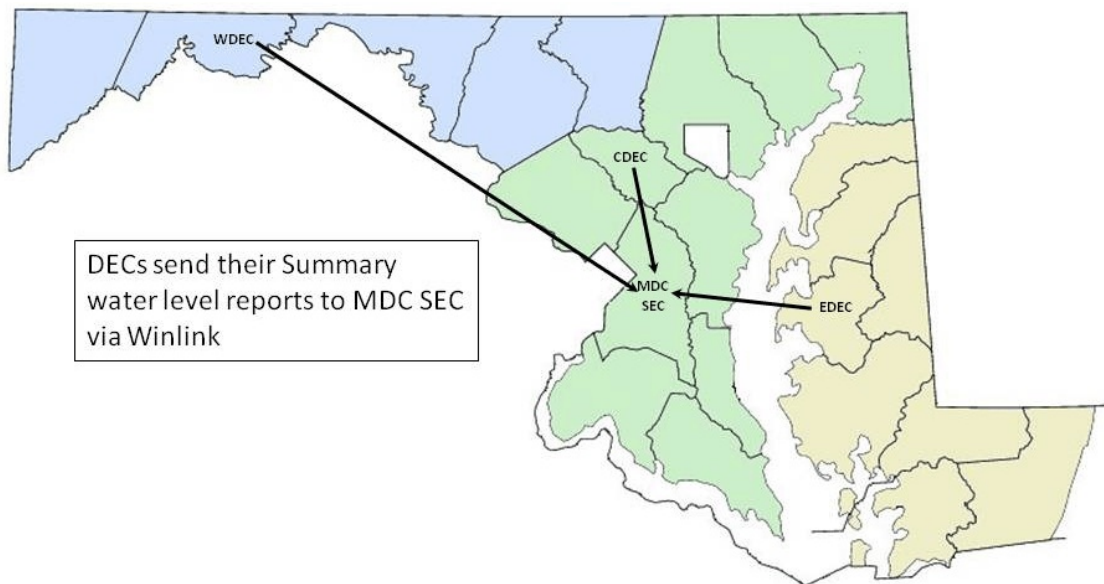 WDEC
CDEC
DECs send their Summary
water level reports to MDC SEC
via Winlink
MDC
SEC
EDEC